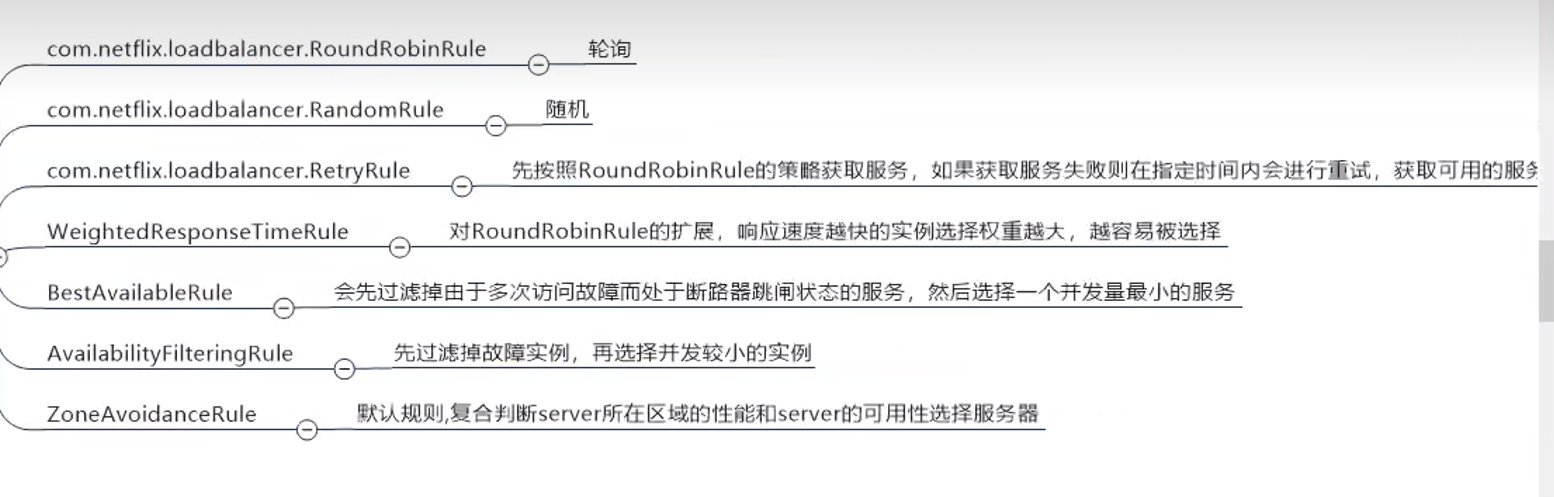 com.netflix.loadbalancer.RoundRobinRule 轮询
com.netflix.loadbalancer.RandomRule 随机
com.netflix.loadbalancer.RetryRule 先按照RoundRobinRule的策略获取服务，如果获取服务失败则在指定时间内会进行重试，获取可用的服务
WeightedResponseTimeRule 对RoundRobinRule的扩展，响应速度越快的实例选择权重越大，越容易被选择
BestAvailableRule 会先过滤掉由于多次访问故障而处于断路器跳闸状态的服务，然后选择一个并发量最小的服务
AvailabilityFilteringRule 先过滤掉故障实例，再选择并发较小的实例
ZoneAvoidanceRule 默认规则,复合判断server所在区域的性能和server的可用性选择服务器